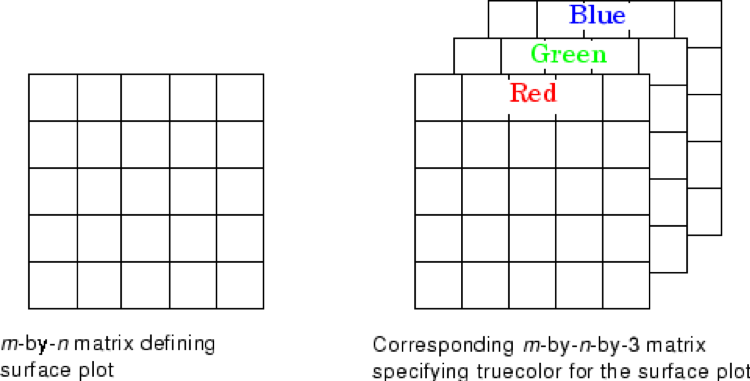 Blue
Green
Red
m-by-n matrix defining
surface plot
Corresponding m-by-n-by-3 matrix
specifying truecolor for the surface plot